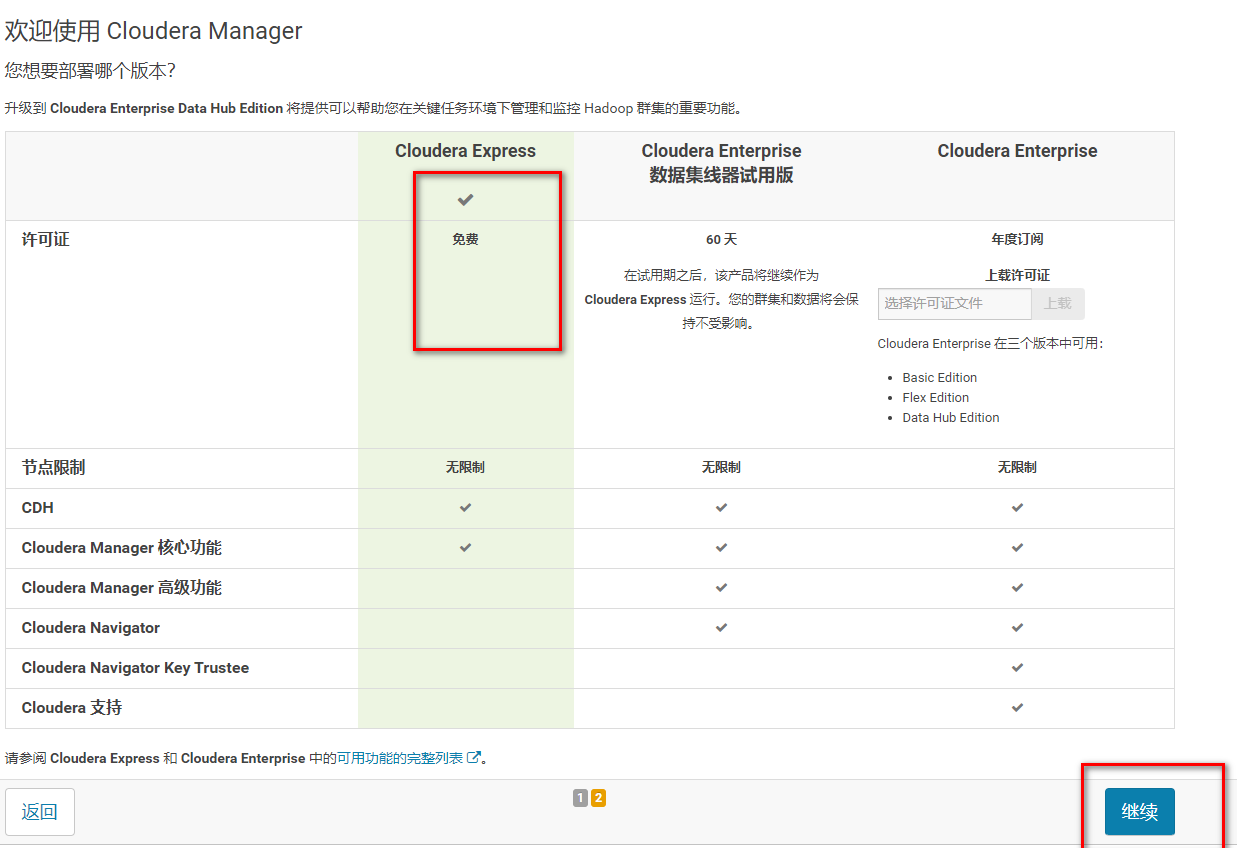 欢迎使用 Cloudera Manager
您想要部署哪个版本?
升级到 Cloudera Enterprise Data Hub Edition 将提供可以帮助您在关键任务环境下管理和监控 Hadoop 群集的重要功能。
Cloudera Express
Cloudera Enterprise
数据集线器试用版
Cloudera Enterprise
许可证
免费
60 天
在试用期之后，该产品将继续作为
Cloudera Express 运行。您的群集和数据将会保
持不受影响。
年度订阅
上载许可证
选择许可证文件 上载
Cloudera Enterprise 在三个版本中可用：
Basic Edition
Flex Edition
Data Hub Edition
节点限制 无限制 无限制 无限制
CDH
Cloudera Manager 核心功能
Cloudera Manager 高级功能
Cloudera Navigator
Cloudera Navigator Key Trustee
Cloudera 支持
请参阅 Cloudera Express 和 Cloudera Enterprise 中的可用功能的完整列表。
返回 1 2 继续